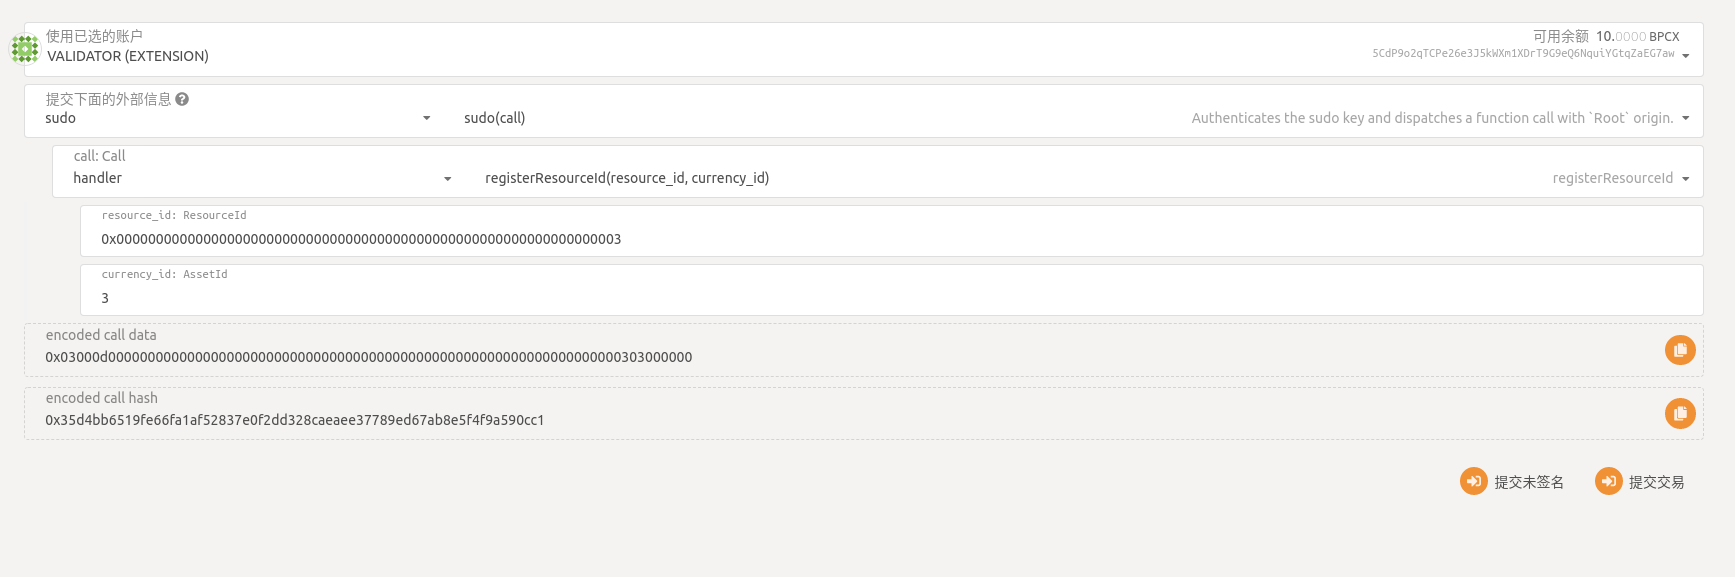 使用已选的账户
VALIDATOR (EXTENSION)
可用余额 10.0000 BPCX
5CdP9o2qTCPe26e3J5kWXm1XDrT9G9eQ6NquiYGtqZaEG7aw
提交下面的外部信息
sudo
sudo(call)
Authenticates the sudo key and dispatches a function call with `Root` origin.
call: Call
handler
registerResourceId(resource_id, currency_id)
registerResourceId
resource_id: ResourceId
0x0000000000000000000000000000000000000000000000000000000000000003
currency_id: AssetId
3
encoded call data
0x03000d000000000000000000000000000000000000000000000000000000000000000303000000
encoded call hash
0x35d4bb6519fe66fa1af52837e0f2dd328caeaee37789ed67ab8e5f4f9a590cc1
提交未签名
提交交易